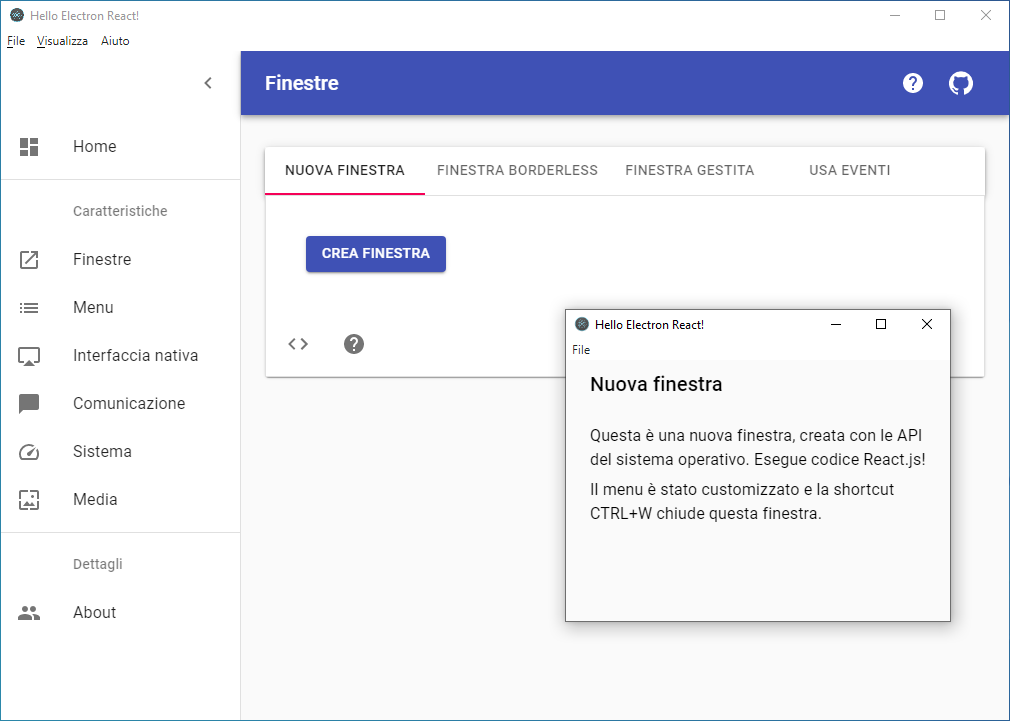 Hello Electron React!
File Visualizza Aiuto
Finestre
Home
Caratteristiche
Finestre
Menu
Interfaccia nativa
Comunicazione
Sistema
Media
Dettagli
About
NUOVA FINESTRA FINESTRA BORDERLESS FINESTRA GESTITA USA EVENTI
CREA FINESTRA
Hello Electron React!
File
Nuova finestra
Questa è una nuova finestra, creata con le API
del sistema operativo. Esegue codice React.js!
Il menu è stato customizzato e la shortcut
CTRL+W chiude questa finestra.